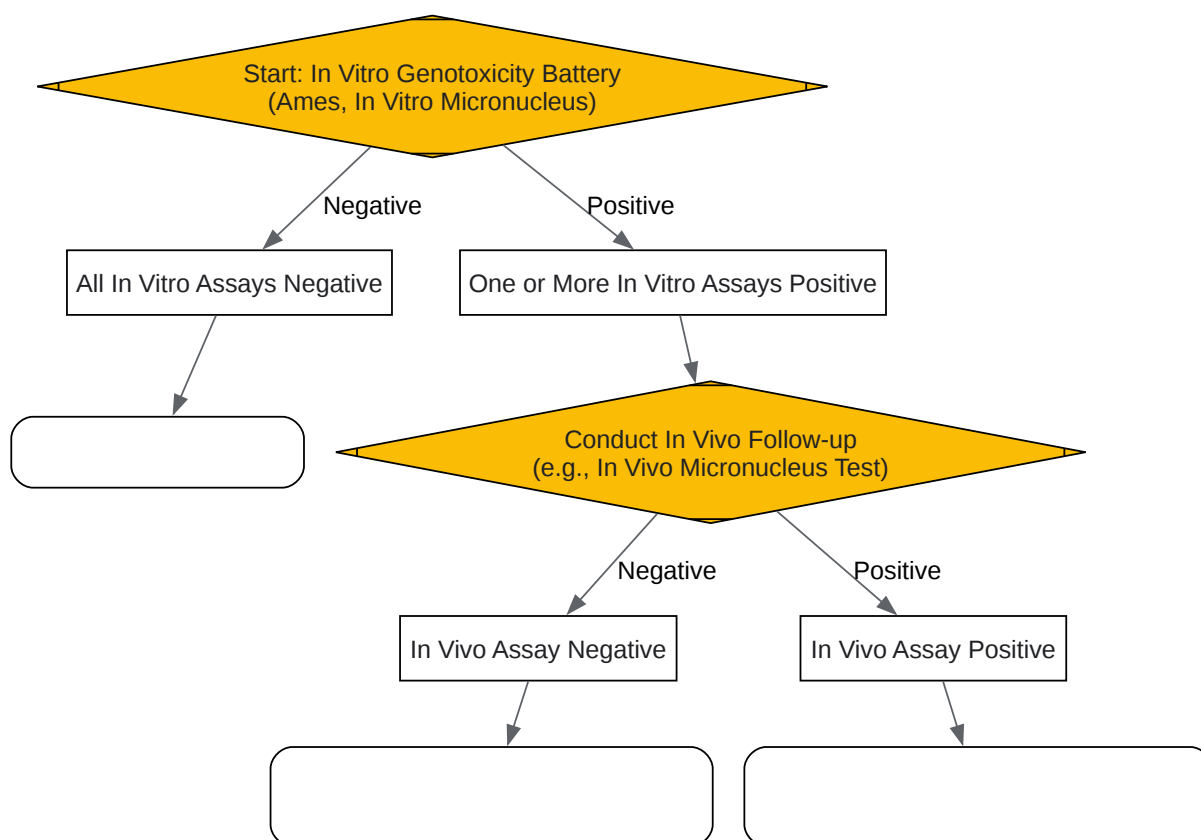 Start: In Vitro Genotoxicity Battery
(Ames, In Vitro Micronucleus)
Negative
Positive
All In Vitro Assays Negative
One or More In Vitro Assays Positive
Conduct In Vivo Follow-up
(e.g., In Vivo Micronucleus Test)
Negative
Positive
In Vivo Assay Negative
In Vivo Assay Positive